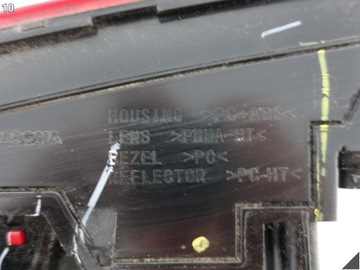 10
HOUSING >PC+ABS<
LENS >PMMA-HT<
BEZEL >PC<
REFLECTOR >PC-HT<